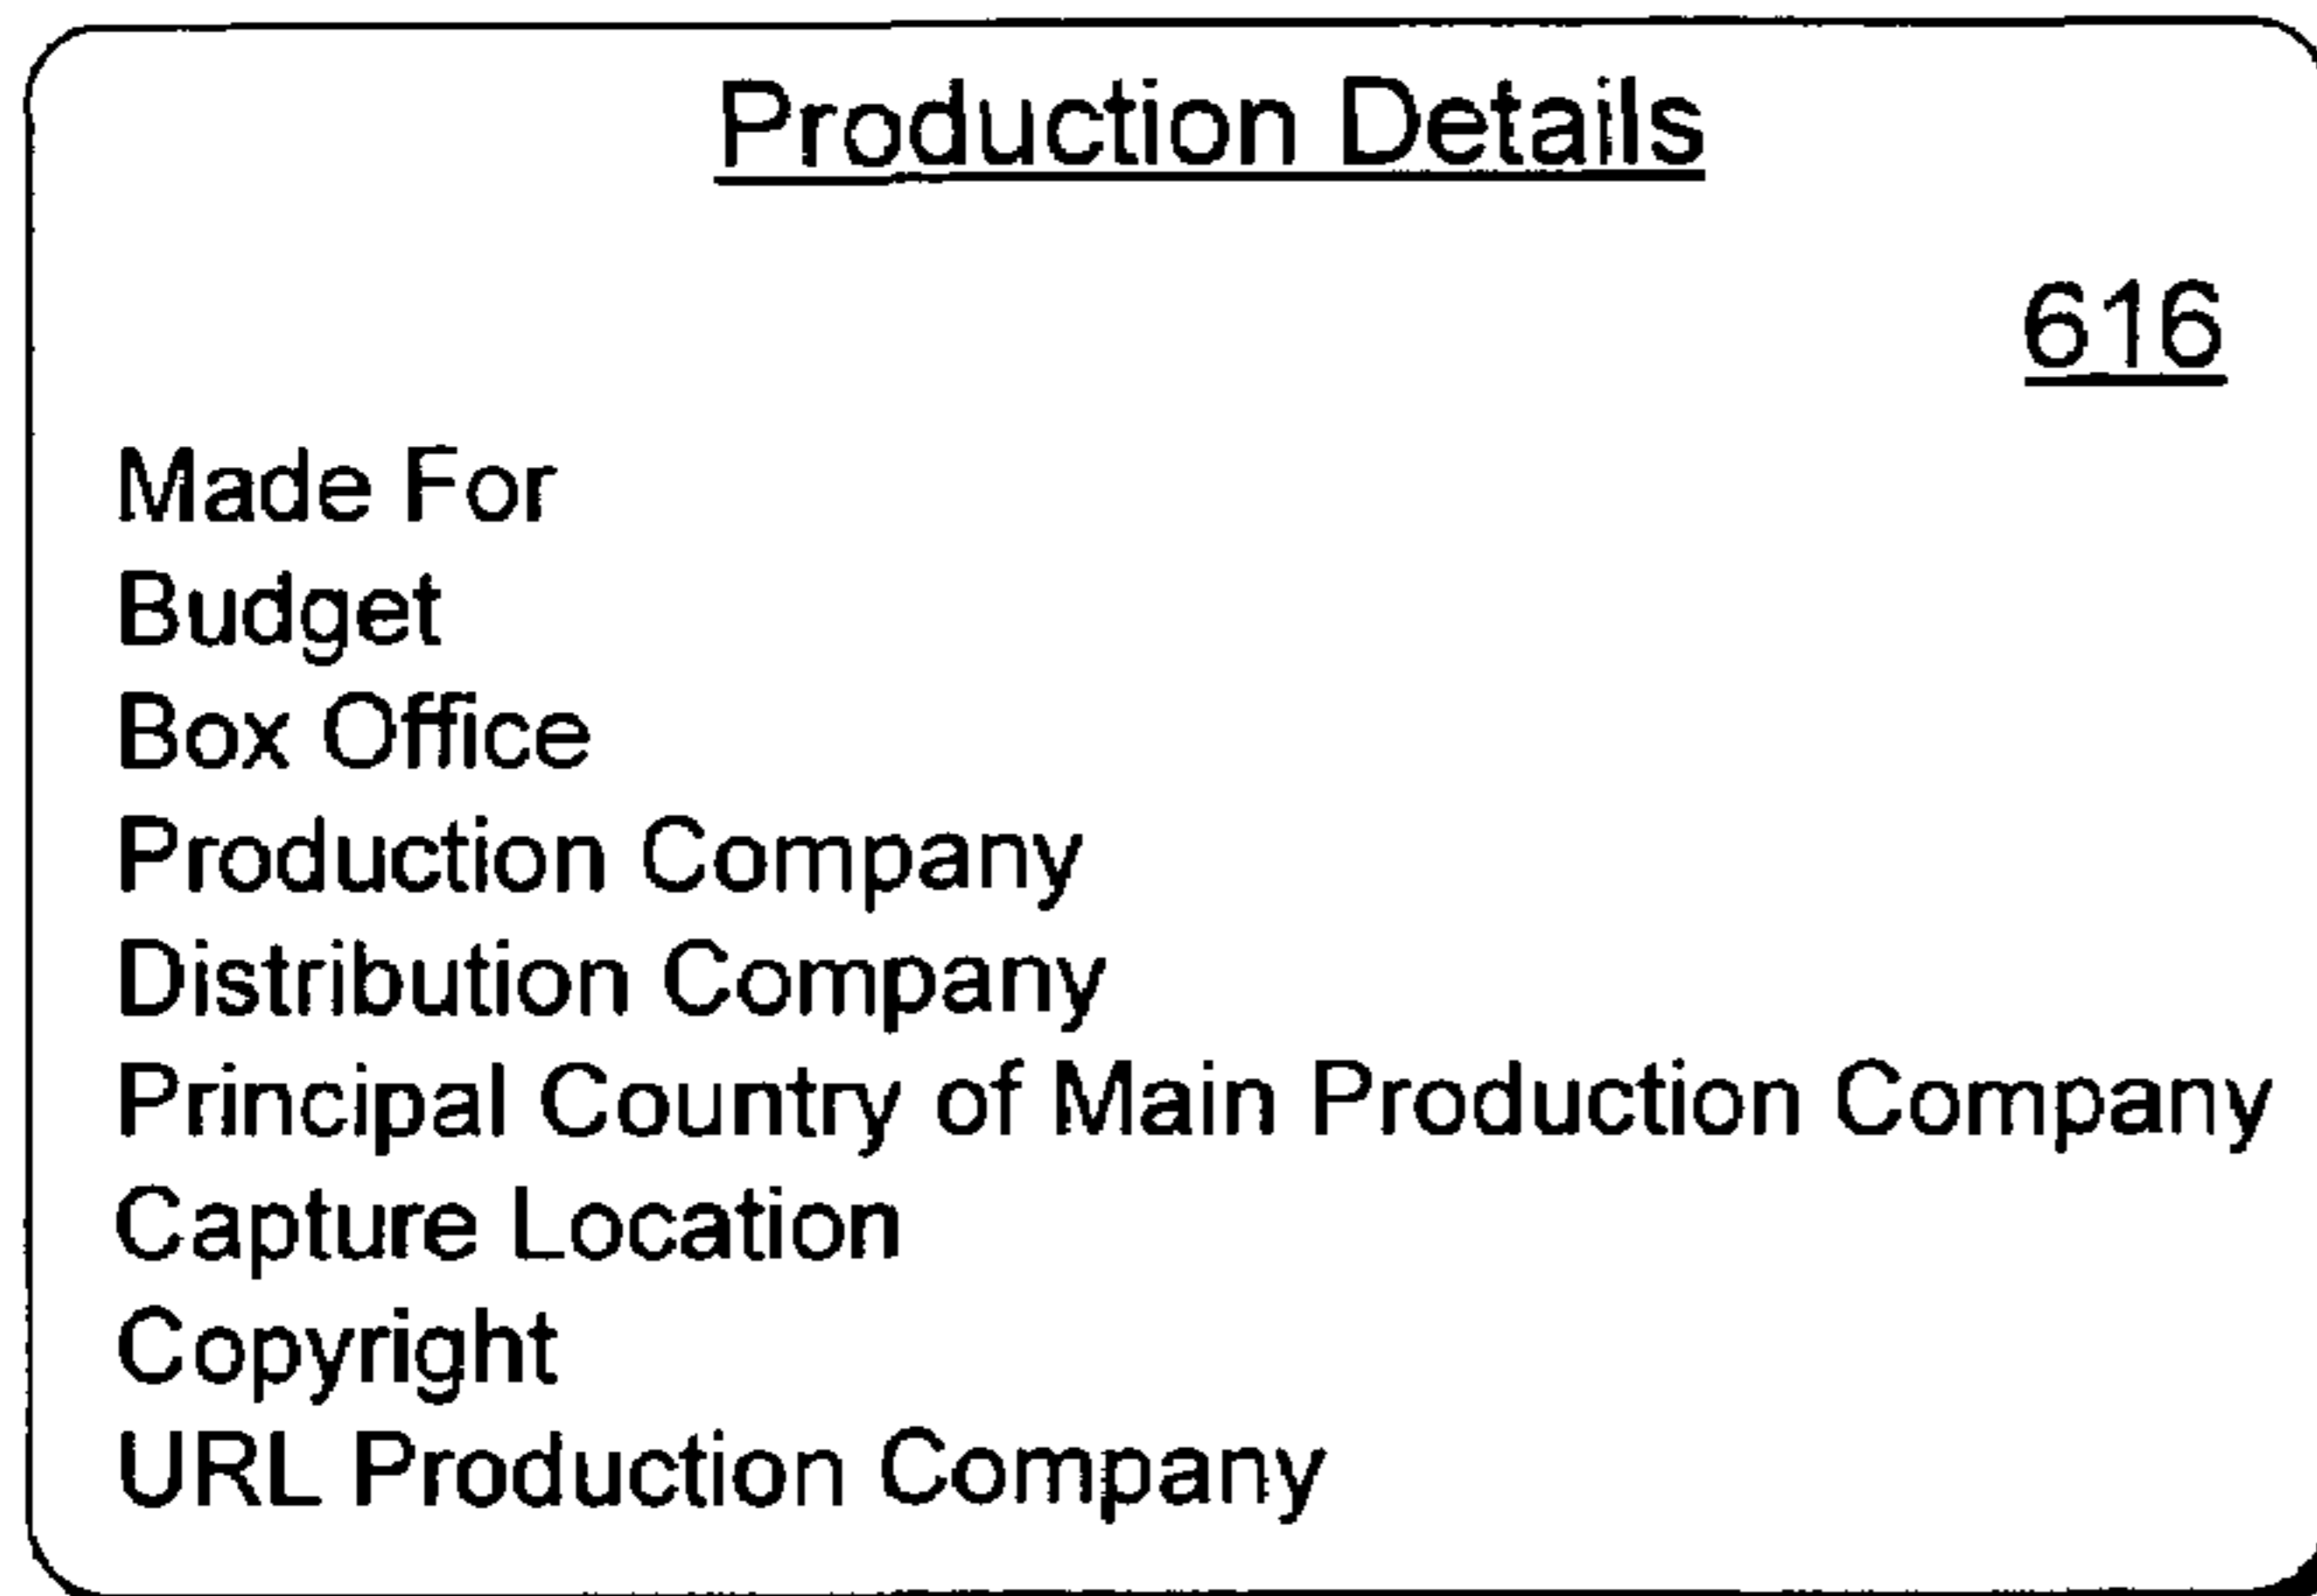 Production Details
616
Made For
Budget
Box Office
Production Company
Distribution Company
Principal Country of Main Production Company
Capture Location
Copyright
URL Production Company